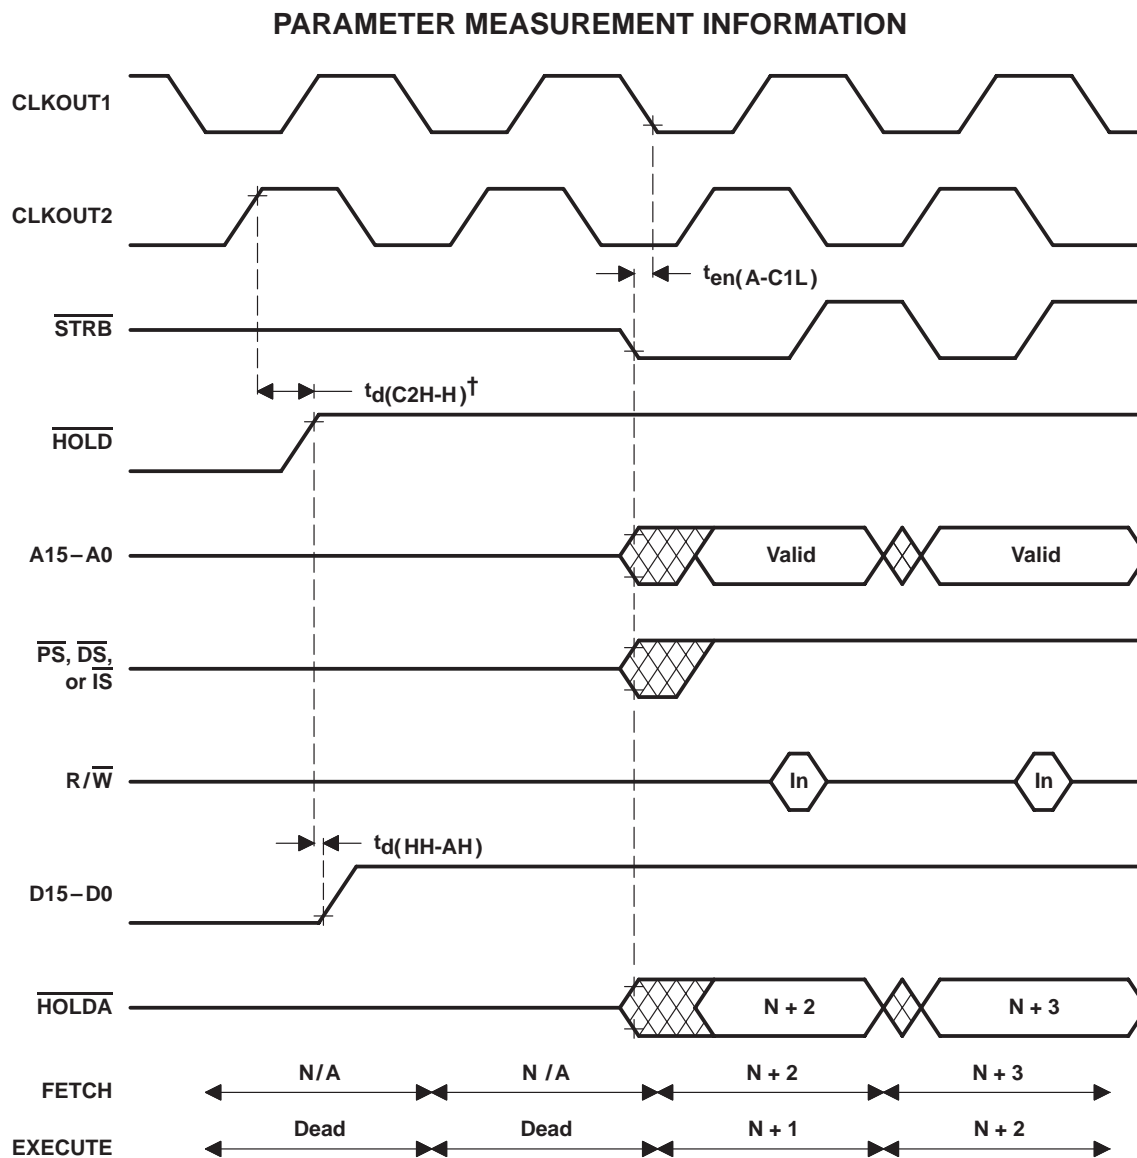 PARAMETER MEASUREMENT INFORMATION
CLKOUT1
CLKOUT2
ten(A-C1L)
STRB
td(C2H-H)†
HOLD
A15–A0 Valid Valid
PS, DS,
or IS
R/W In In
td(HH-AH)
D15–D0
HOLDA N + 2 N + 3
FETCH N/A N/A N + 2 N + 3
EXECUTE Dead Dead N + 1 N + 2